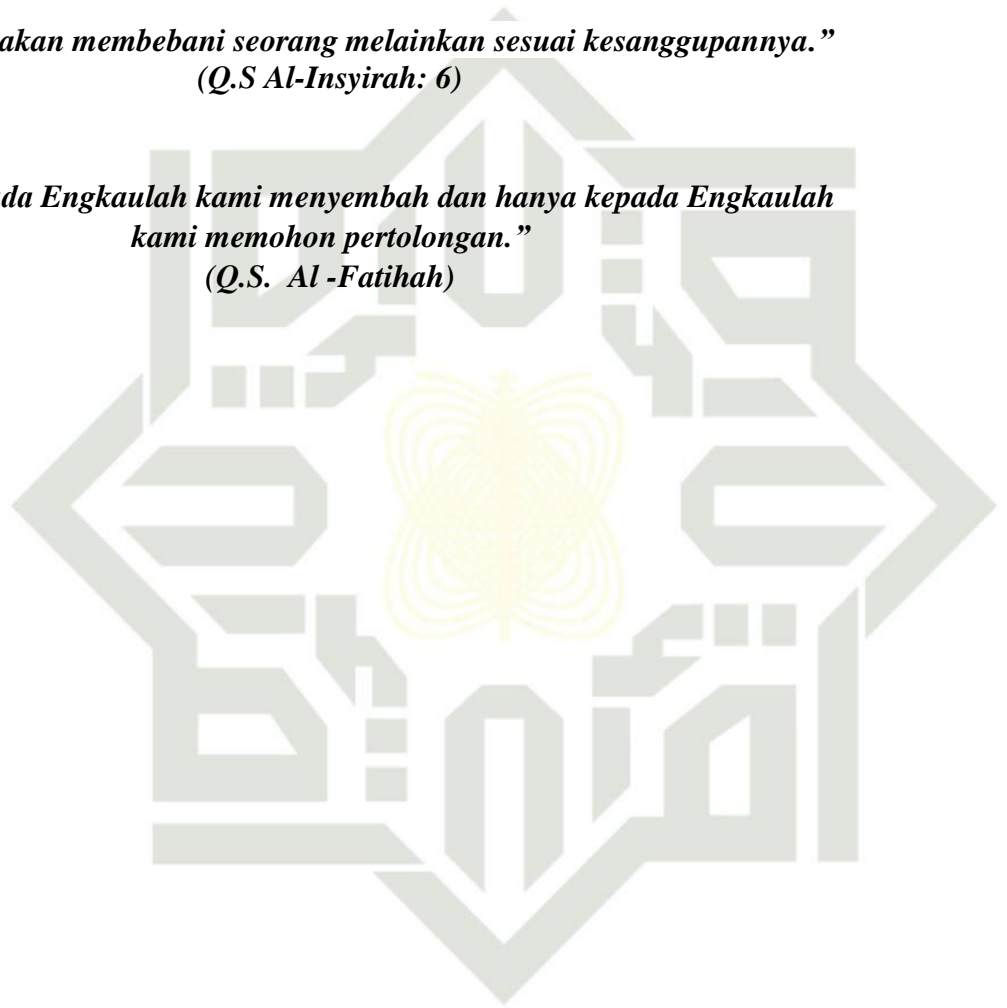 akan membebani seorang melainkan sesuai kesanggupannya.”
(Q.S Al-Insyirah: 6)
da Engkaulah kami menyembah dan hanya kepada Engkaulah
kami memohon pertolongan.”
(Q.S. Al -Fatihah)